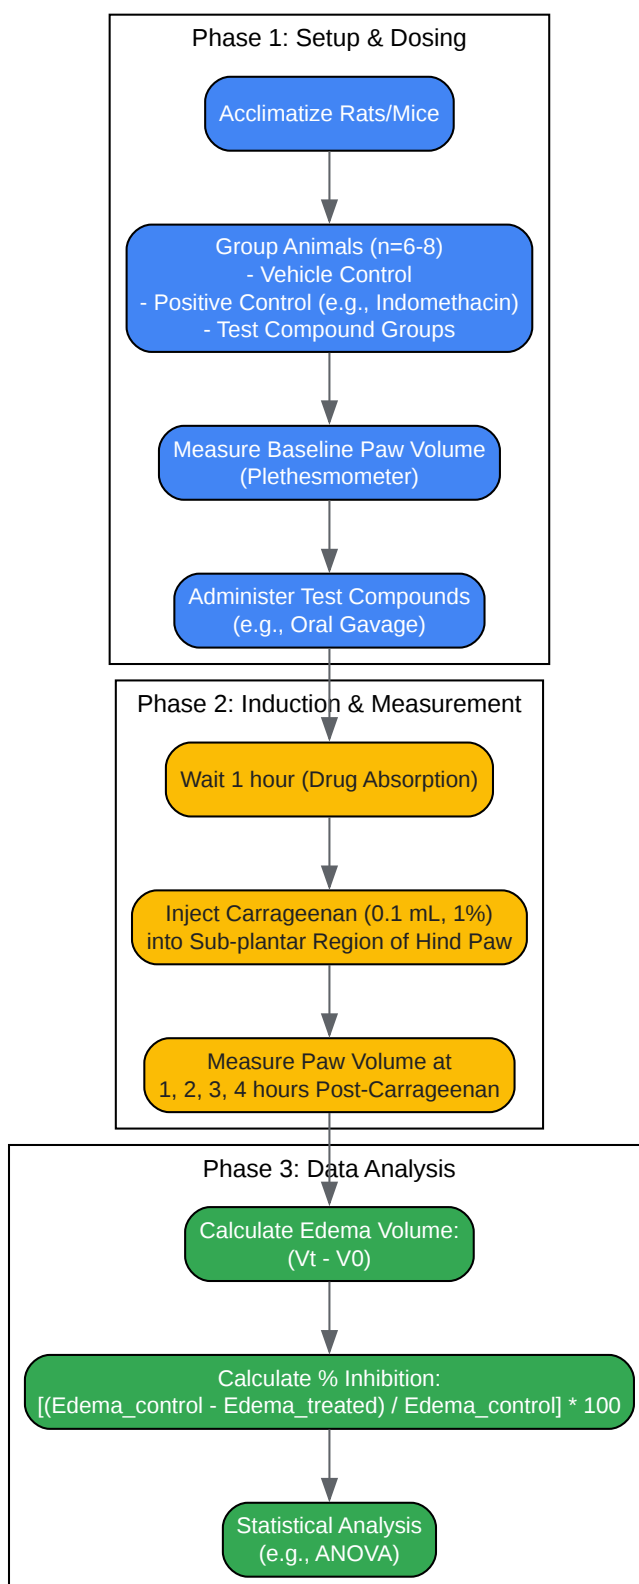 Phase 1: Setup & Dosing
Acclimatize Rats/Mice
Group Animals (n=6-8)
- Vehicle Control
- Positive Control (e.g., Indomethacin)
- Test Compound Groups
Measure Baseline Paw Volume
(Plethesmometer)
Administer Test Compounds
(e.g., Oral Gavage)
Phase 2: Induction & Measurement
Wait 1 hour (Drug Absorption)
Inject Carrageenan (0.1 mL, 1%)
into Sub-plantar Region of Hind Paw
Measure Paw Volume at
1, 2, 3, 4 hours Post-Carrageenan
Phase 3: Data Analysis
Calculate Edema Volume:
(Vt - V0)
Calculate % Inhibition:
[(Edema_control - Edema_treated) / Edema_control] * 100
Statistical Analysis
(e.g., ANOVA)